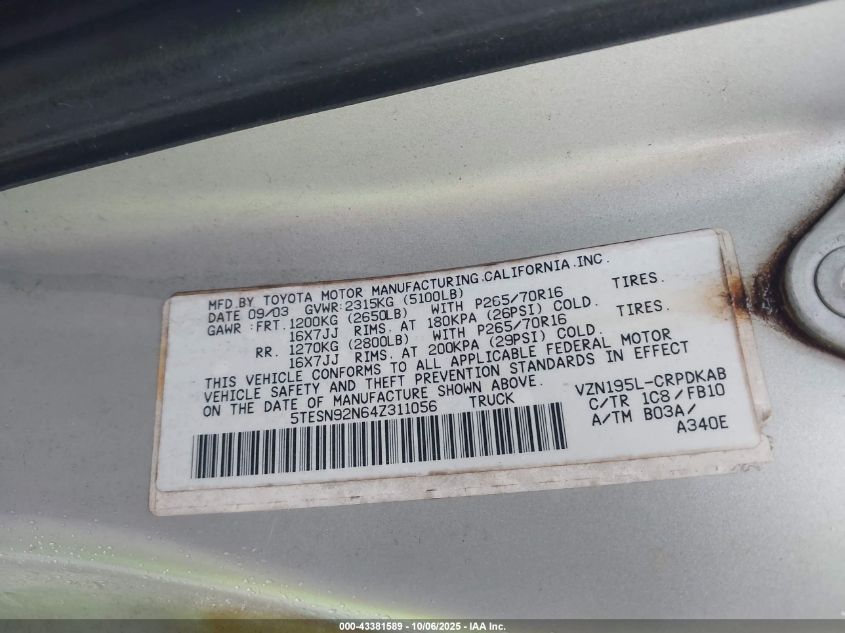 MFD.BY TOYOTA MOTOR MANUFACTURING.CALIFORNIA.INC.
DATE 09/03 GVWR:2315KG (5100LB)
GAWR :FRT.1200KG (2650LB) WITH P265/70R16 TIRES.
16X7JJ RIMS. AT 180KPA (26PSI) COLD.
RR. 1270KG (2800LB) WITH P265/70R16 TIRES.
16X7JJ RIMS. AT 200KPA (29PSI) COLD.
THIS VEHICLE CONFORMS TO ALL APPLICABLE FEDERAL MOTOR
VEHICLE SAFETY AND THEFT PREVENTION STANDARDS IN EFFECT
ON THE DATE OF MANUFACTURE SHOWN ABOVE.
5TESN92N64Z311056 TRUCK
VZN195L-CRPDKAB
C/TR 1C8/FB10
A/TM B03A/
A340E
000-43381589 - 10/06/2025 - IAA Inc.